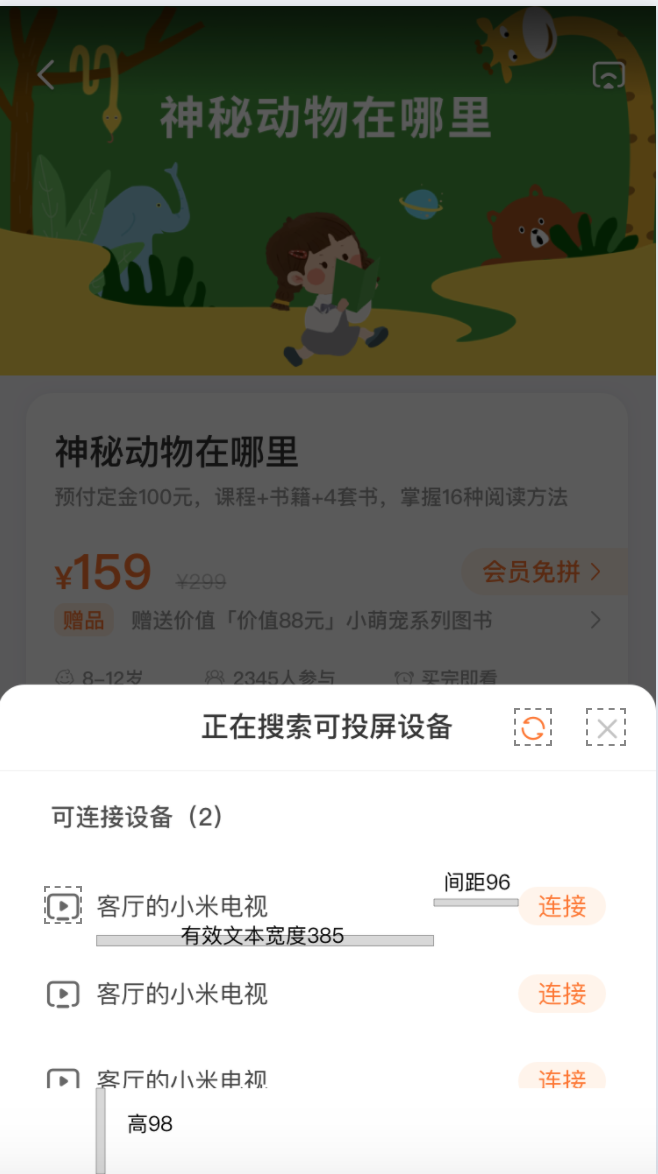 神秘动物在哪里
神秘动物在哪里
预付定金100元，课程+书籍+4套书，掌握16种阅读方法
¥159 ¥299 会员免拼
赠品 赠送价值「价值88元」小萌宠系列图书
8-12岁 2345人参与 买完即看
正在搜索可投屏设备
可连接设备（2）
间距96
客厅的小米电视 连接
有效文本宽度385
客厅的小米电视 连接
客厅的小米电视 连接
高98